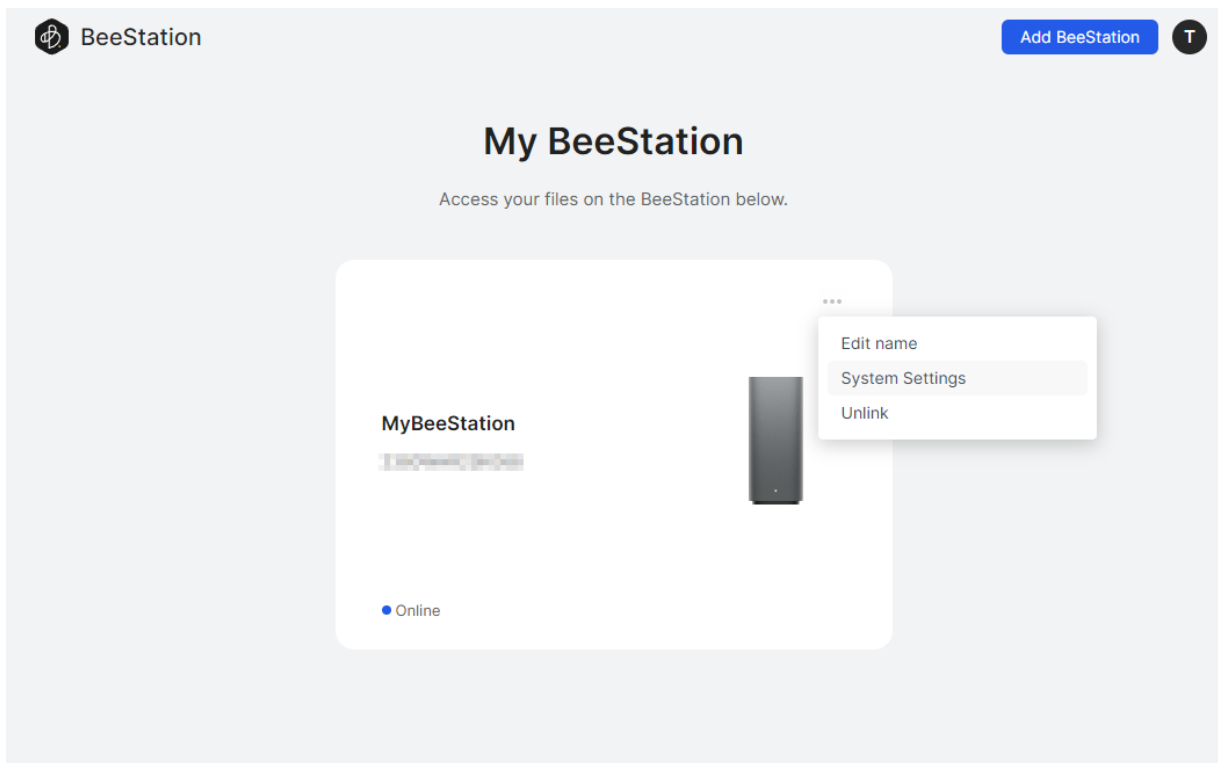 BeeStation
Add BeeStation
T
My BeeStation
Access your files on the BeeStation below.
Edit name
System Settings
Unlink
MyBeeStation
Online